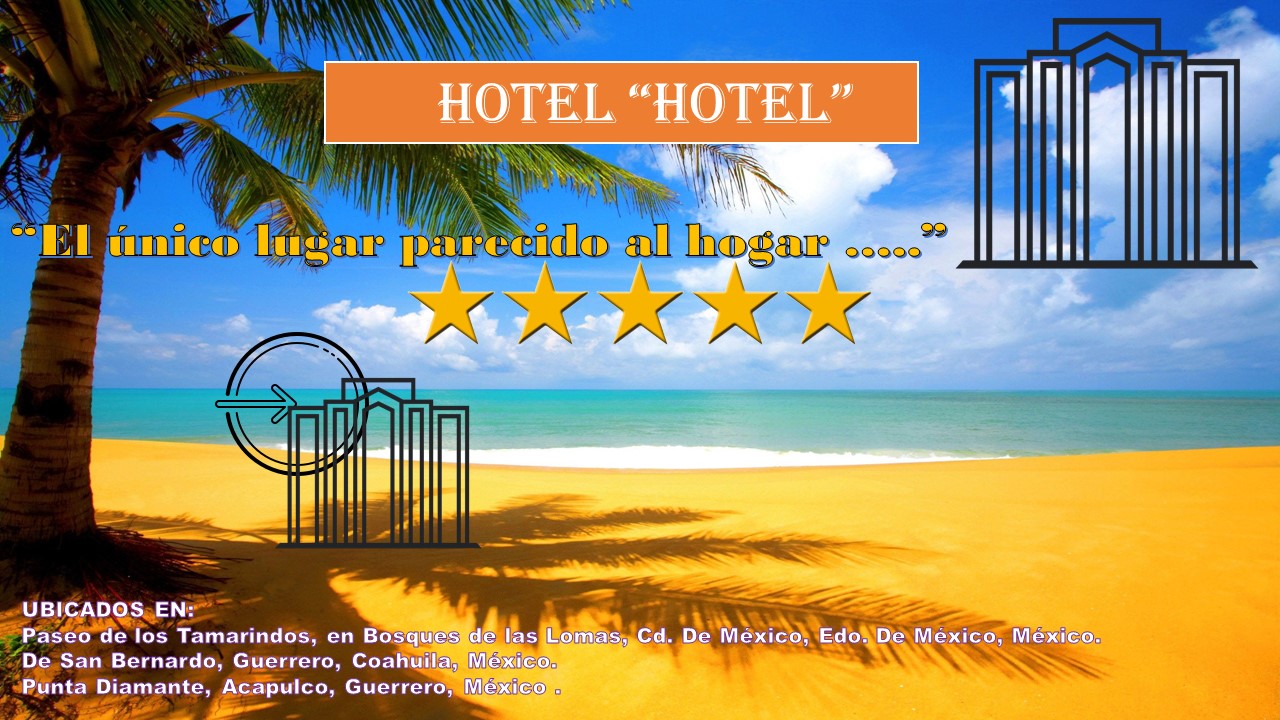 HOTEL “HOTEL”
“El único lugar parecido al hogar .....”
UBICADOS EN:
Paseo de los Tamarindos, en Bosques de las Lomas, Cd. De México, Edo. De México, México.
De San Bernardo, Guerrero, Coahuila, México.
Punta Diamante, Acapulco, Guerrero, México .